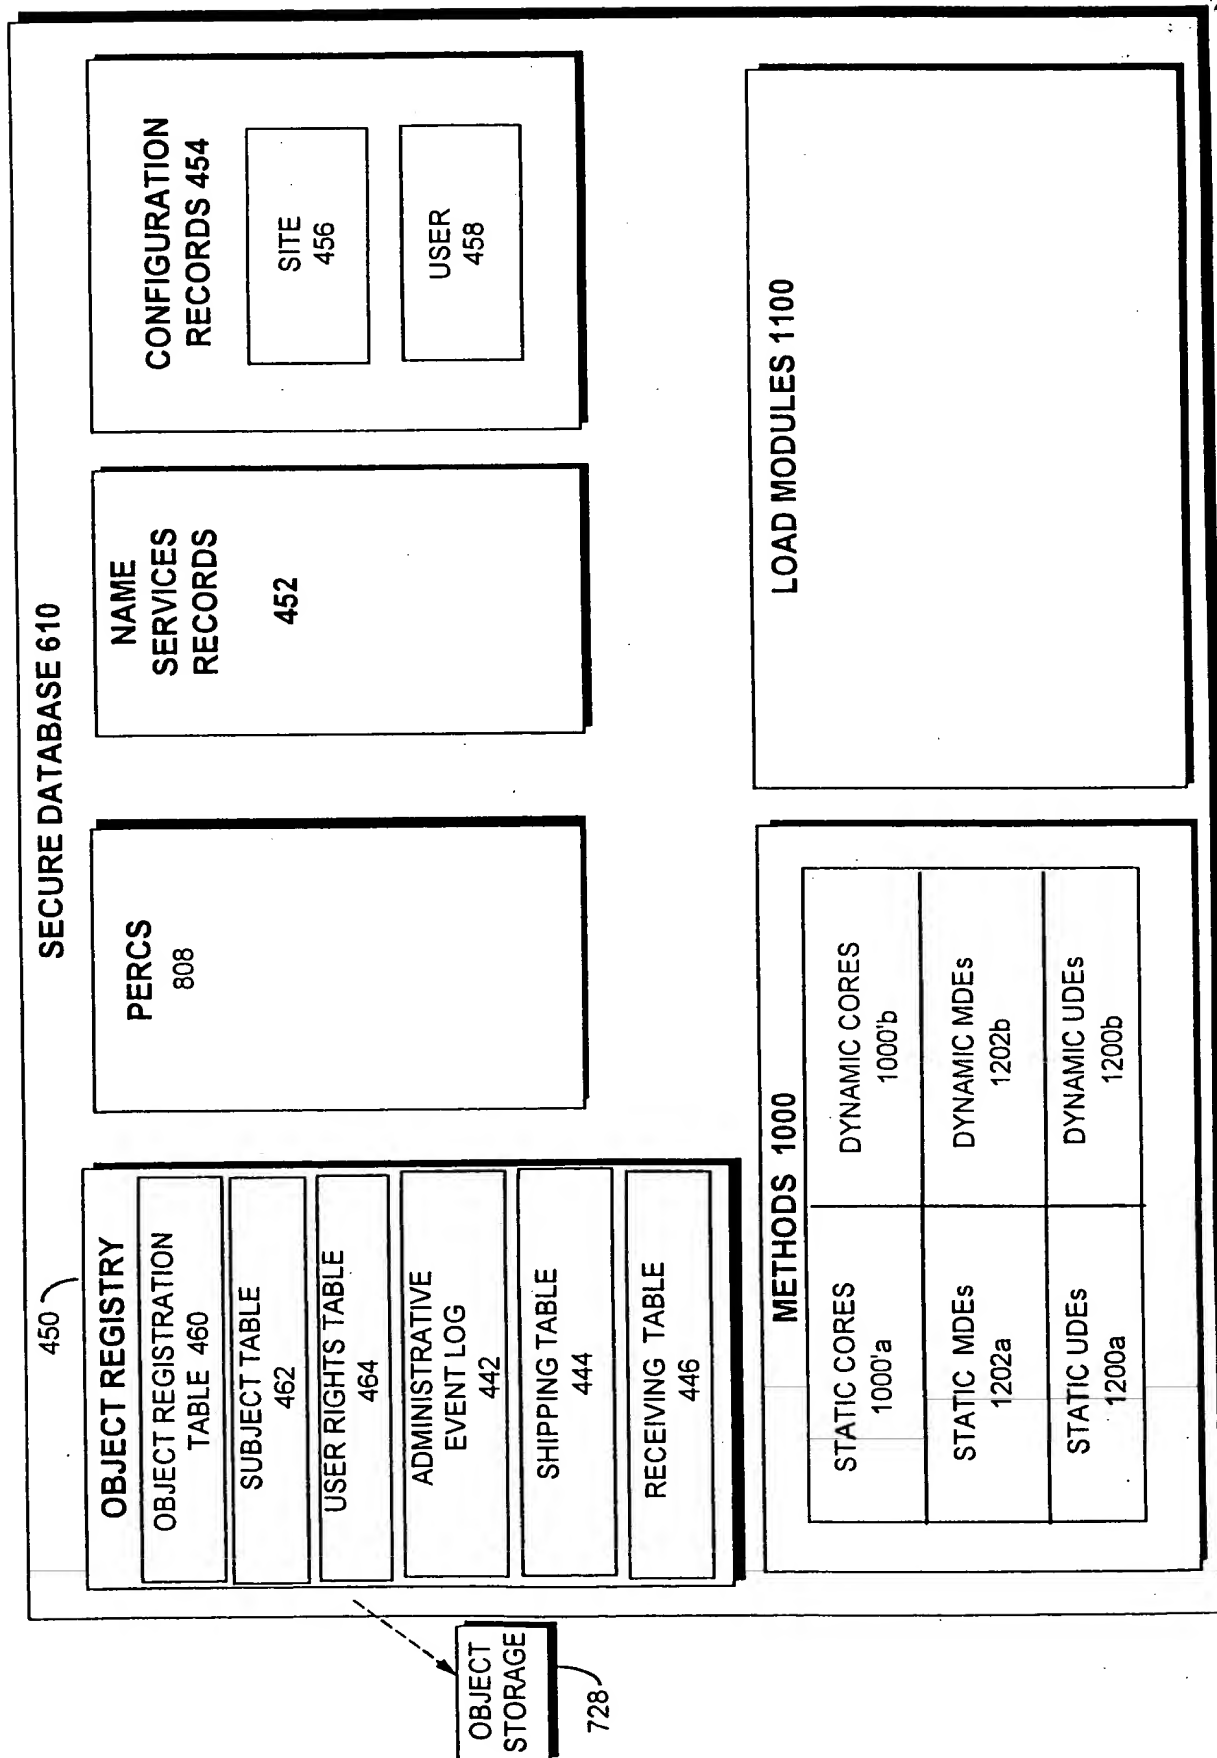 SECURE DATABASE 610
450
OBJECT REGISTRY
OBJECT REGISTRATION
TABLE 460
SUBJECT TABLE
462
USER RIGHTS TABLE
464
ADMINISTRATIVE
EVENT LOG
442
SHIPPING TABLE
444
RECEIVING TABLE
446
PERCS
808
NAME
SERVICES
RECORDS
452
CONFIGURATION
RECORDS 454
SITE
456
USER
458
OBJECT
STORAGE
728
METHODS 1000
STATIC CORES
1000'a
DYNAMIC CORES
1000'b
STATIC MDEs
1202a
DYNAMIC MDEs
1202b
STATIC UDEs
1200a
DYNAMIC UDEs
1200b
LOAD MODULES 1100